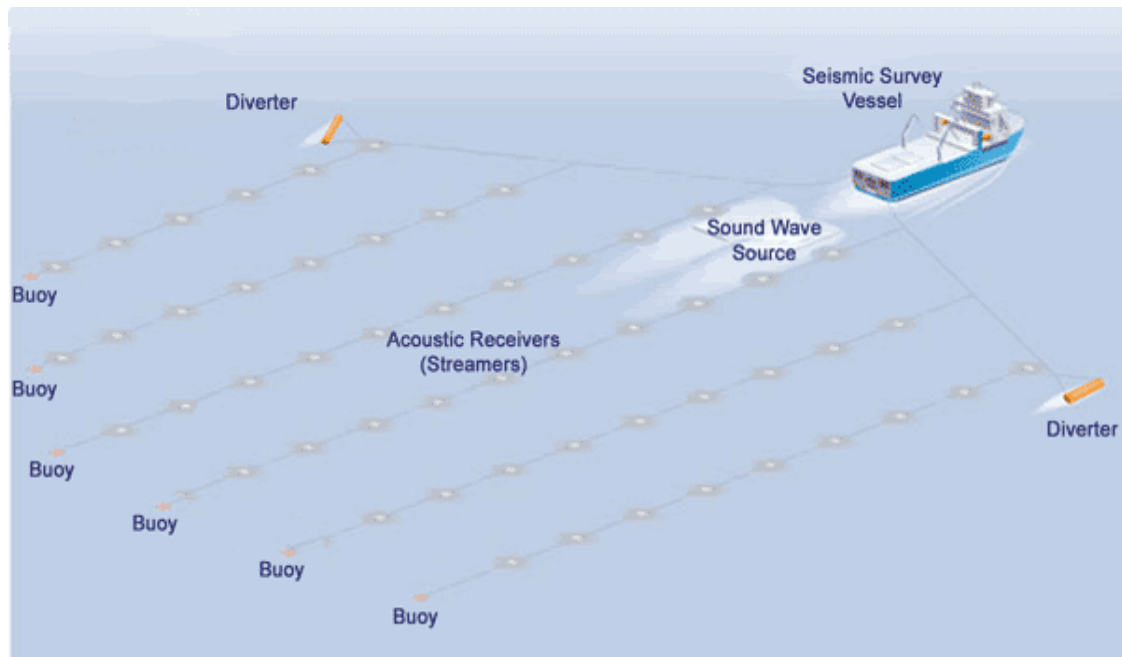 Seismic Survey
Vessel
Diverter
Sound Wave
Source
Buoy
Acoustic Receivers
(Streamers)
Buoy
Diverter
Buoy
Buoy
Buoy
Buoy